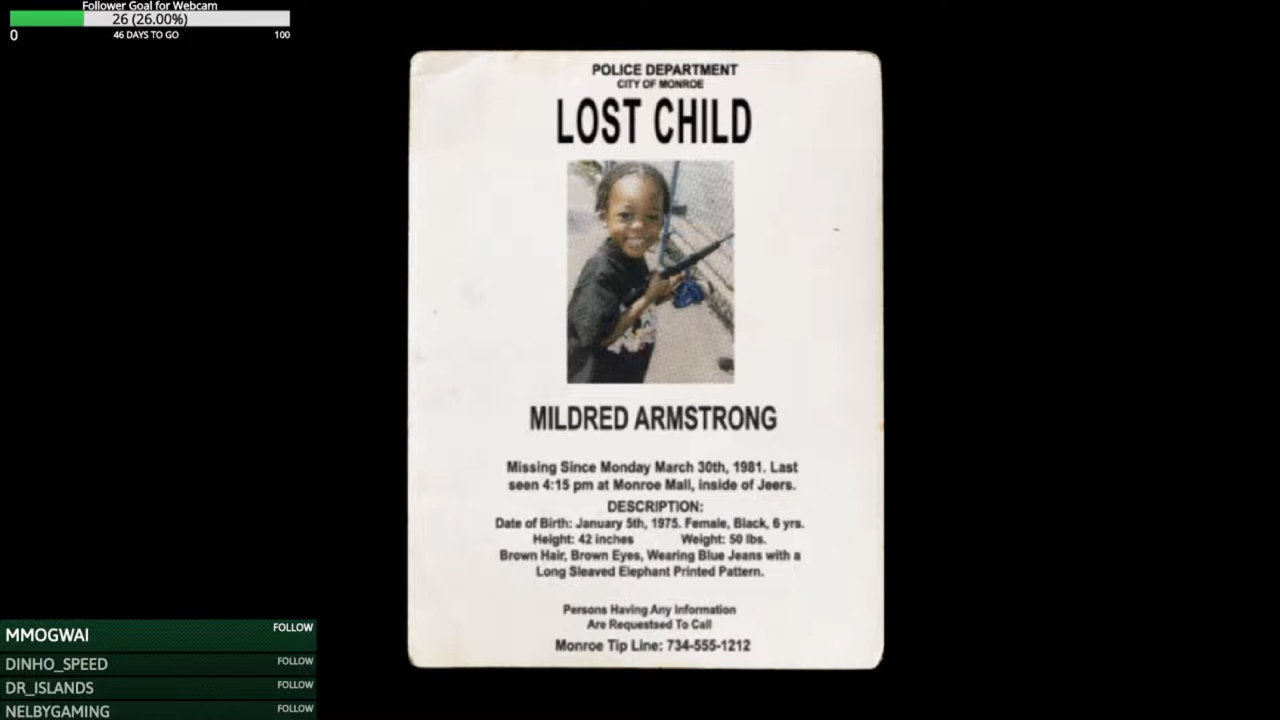 Follower Goal for Webcam
26 (26.00%)
0 46 DAYS TO GO 100
POLICE DEPARTMENT
CITY OF MONROE
LOST CHILD
MILDRED ARMSTRONG
Missing Since Monday March 30th, 1981. Last
seen 4:15 pm at Monroe Mall, inside of Jeers.
DESCRIPTION:
Date of Birth: January 5th, 1975. Female, Black, 6 yrs.
Height: 42 inches Weight: 50 lbs.
Brown Hair, Brown Eyes, Wearing Blue Jeans with a
Long Sleaved Elephant Printed Pattern.
Persons Having Any Information
Are Requestsed To Call
Monroe Tip Line: 734-555-1212
MMOGWAI FOLLOW
DINHO_SPEED FOLLOW
DR_ISLANDS FOLLOW
NELBYGAMING FOLLOW